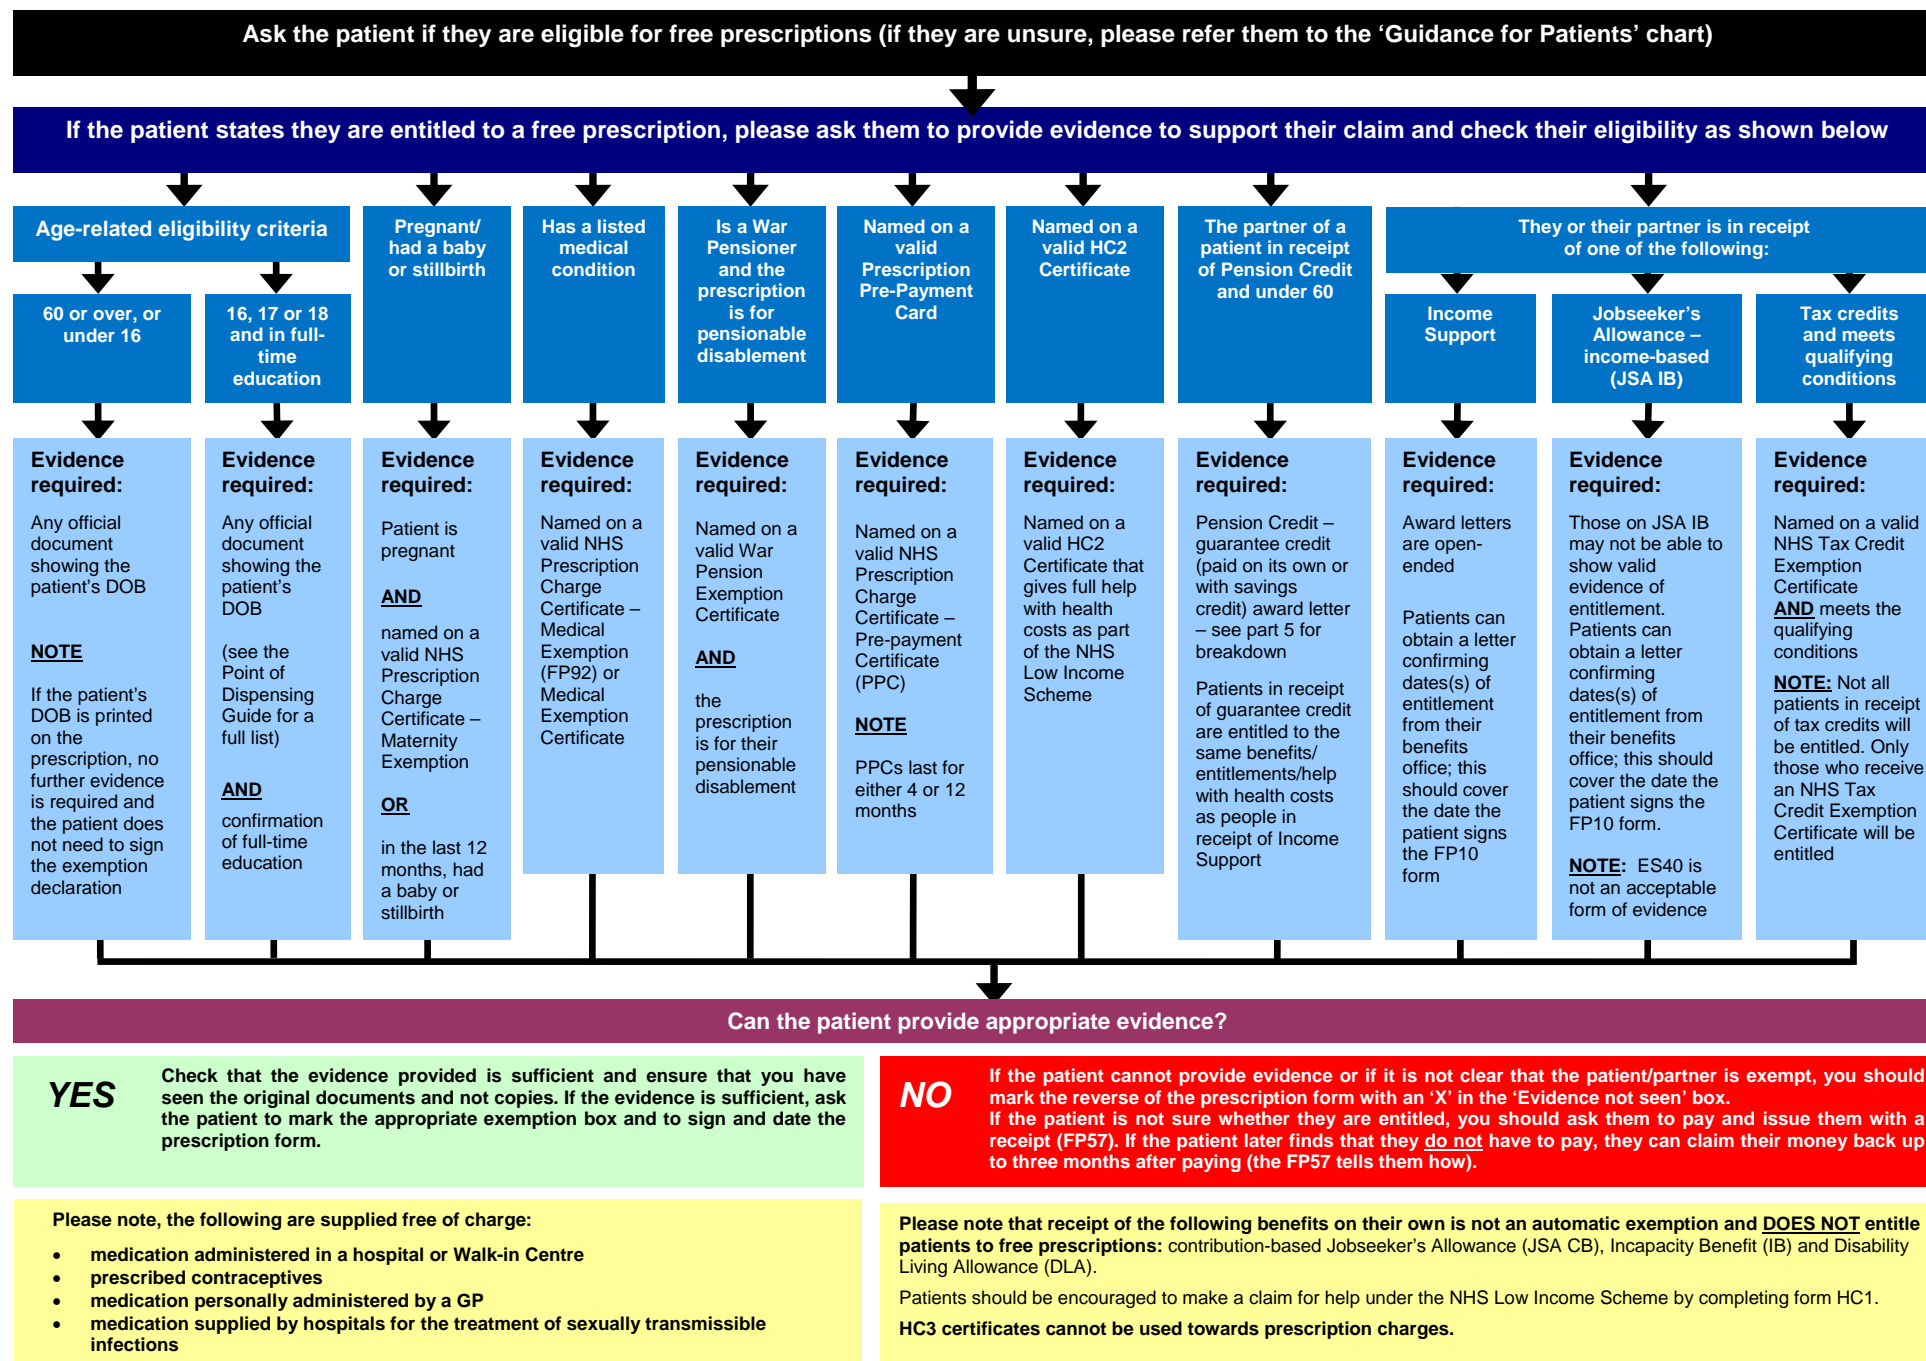 Ask the patient if they are eligible for free prescriptions (if they are unsure, please refer them to the ‘Guidance for Patients’ chart)
If the patient states they are entitled to a free prescription, please ask them to provide evidence to support their claim and check their eligibility as shown below
Age-related eligibility criteria
60 or over, or
under 16
16, 17 or 18
and in full-
time
education
Pregnant/
had a baby
or stillbirth
Has a listed
medical
condition
Is a War
Pensioner
and the
prescription
is for
pensionable
disablement
Named on a
valid
Prescription
Pre-Payment
Card
Named on a
valid HC2
Certificate
The partner of a
patient in receipt
of Pension Credit
and under 60
They or their partner is in receipt
of one of the following:
Income
Support
Jobseeker’s
Allowance –
income-based
(JSA IB)
Tax credits
and meets
qualifying
conditions
Evidence
required:
Any official
document
showing the
patient’s DOB
NOTE
If the patient’s
DOB is printed
on the
prescription, no
further evidence
is required and
the patient does
not need to sign
the exemption
declaration
Evidence
required:
Any official
document
showing the
patient’s
DOB
(see the
Point of
Dispensing
Guide for a
full list)
AND
confirmation
of full-time
education
Evidence
required:
Patient is
pregnant
AND
named on a
valid NHS
Prescription
Charge
Certificate –
Maternity
Exemption
OR
in the last 12
months, had
a baby or
stillbirth
Evidence
required:
Named on a
valid NHS
Prescription
Charge
Certificate –
Medical
Exemption
(FP92) or
Medical
Exemption
Certificate
Evidence
required:
Named on a
valid War
Pension
Exemption
Certificate
AND
the
prescription
is for their
pensionable
disablement
Evidence
required:
Named on a
valid NHS
Prescription
Charge
Certificate –
Pre-payment
Certificate
(PPC)
NOTE
PPCs last for
either 4 or 12
months
Evidence
required:
Named on a
valid HC2
Certificate that
gives full help
with health
costs as part
of the NHS
Low Income
Scheme
Evidence
required:
Pension Credit –
guarantee credit
(paid on its own or
with savings
credit) award letter
– see part 5 for
breakdown
Patients in receipt
of guarantee credit
are entitled to the
same benefits/
entitlements/help
with health costs
as people in
receipt of Income
Support
Evidence
required:
Award letters
are open-
ended
Patients can
obtain a letter
confirming
dates(s) of
entitlement
from their
benefits
office; this
should cover
the date the
patient signs
the FP10
form
Evidence
required:
Those on JSA IB
may not be able to
show valid
evidence of
entitlement.
Patients can
obtain a letter
confirming
dates(s) of
entitlement from
their benefits
office; this should
cover the date the
patient signs the
FP10 form.
NOTE: ES40 is
not an acceptable
form of evidence
Evidence
required:
Named on a valid
NHS Tax Credit
Exemption
Certificate
AND meets the
qualifying
conditions
NOTE: Not all
patients in receipt
of tax credits will
be entitled. Only
those who receive
an NHS Tax
Credit Exemption
Certificate will be
entitled
Can the patient provide appropriate evidence?
YES
Check that the evidence provided is sufficient and ensure that you have
seen the original documents and not copies. If the evidence is sufficient, ask
the patient to mark the appropriate exemption box and to sign and date the
prescription form.
NO
If the patient cannot provide evidence or if it is not clear that the patient/partner is exempt, you should
mark the reverse of the prescription form with an ‘X’ in the ‘Evidence not seen’ box.
If the patient is not sure whether they are entitled, you should ask them to pay and issue them with a
receipt (FP57). If the patient later finds that they do not have to pay, they can claim their money back up
to three months after paying (the FP57 tells them how).
Please note, the following are supplied free of charge:
• medication administered in a hospital or Walk-in Centre
• prescribed contraceptives
• medication personally administered by a GP
• medication supplied by hospitals for the treatment of sexually transmissible
infections
Please note that receipt of the following benefits on their own is not an automatic exemption and DOES NOT entitle
patients to free prescriptions: contribution-based Jobseeker’s Allowance (JSA CB), Incapacity Benefit (IB) and Disability
Living Allowance (DLA).
Patients should be encouraged to make a claim for help under the NHS Low Income Scheme by completing form HC1.
HC3 certificates cannot be used towards prescription charges.